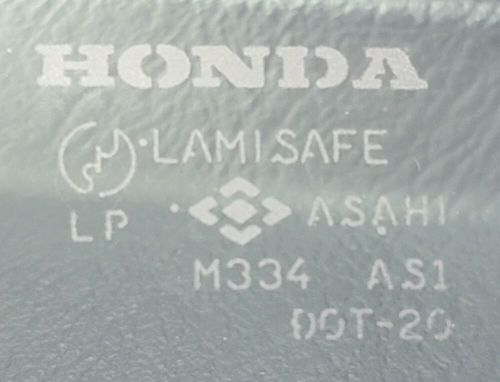 HONDA
LAMISAFE
LP ASAHI
M334 AS1
DOT-20